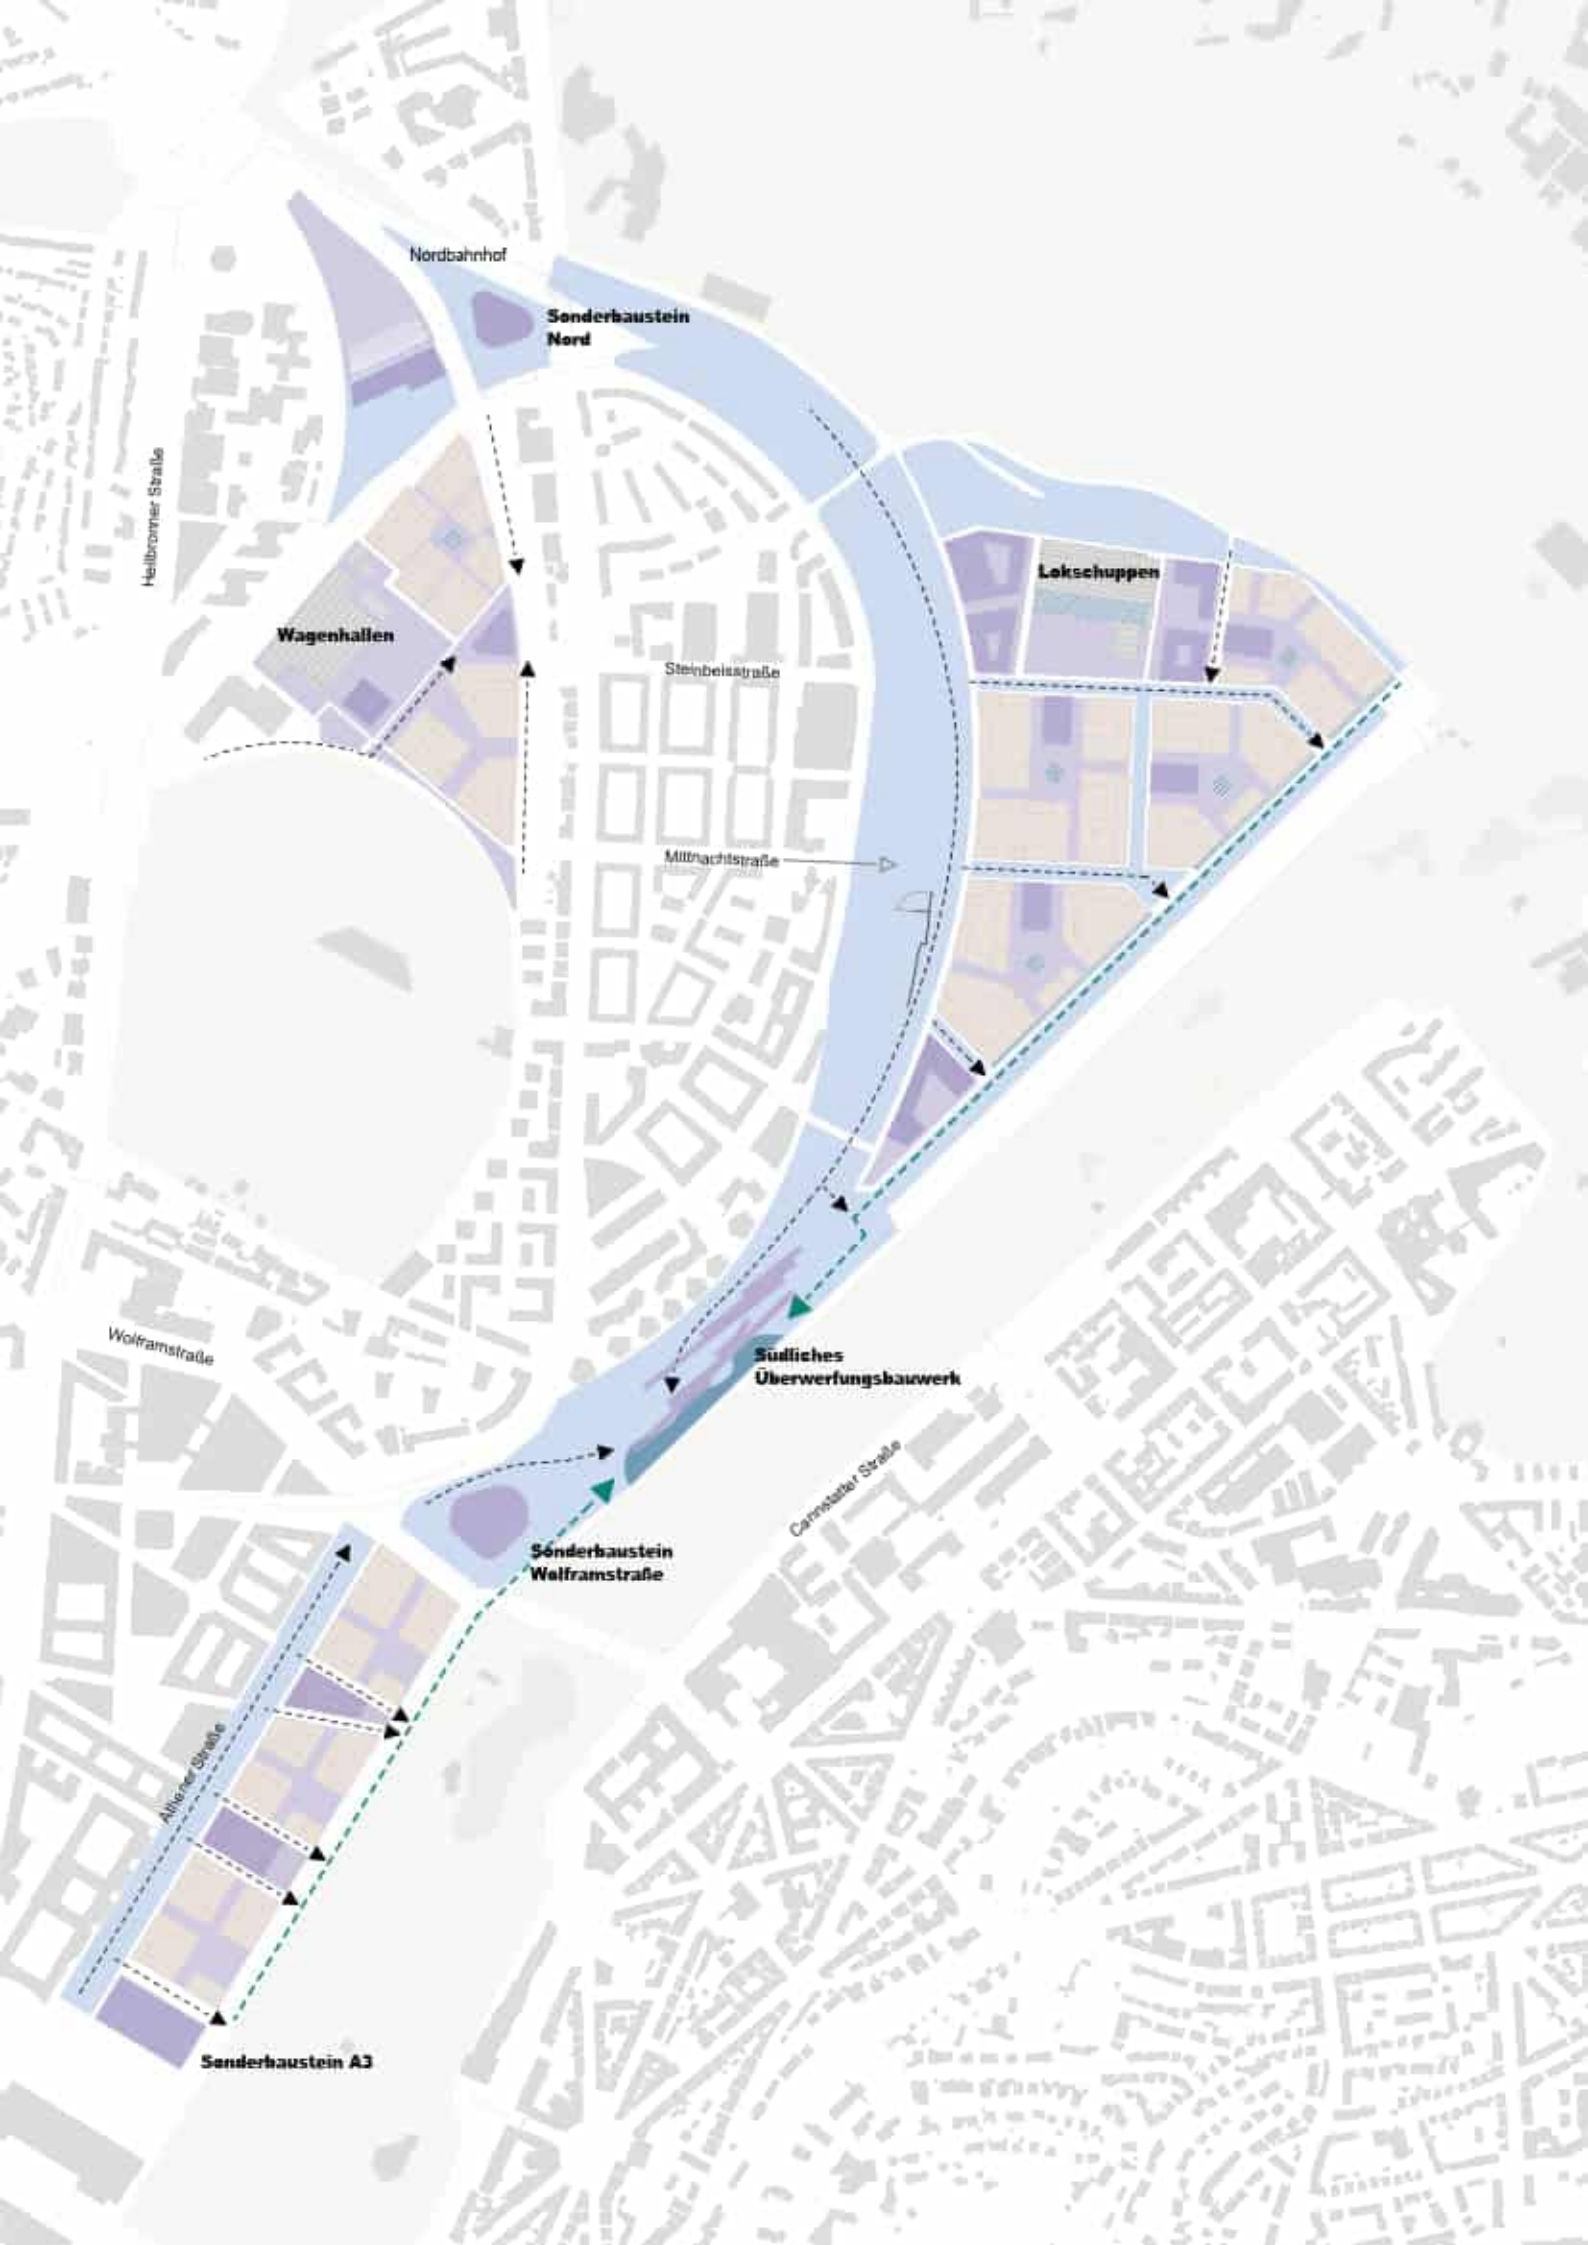 Nordbahnhof
Sonderbaustein
Nord
Heilbronner Straße
Lokschuppen
Wagenhallen
Steinbeisstraße
Mittnachtstraße
Wolframstraße
Südliches
Überwerfungsbauwerk
Cannstatter Straße
Sonderbaustein
Wolframstraße
Athener Straße
Sonderbaustein A3